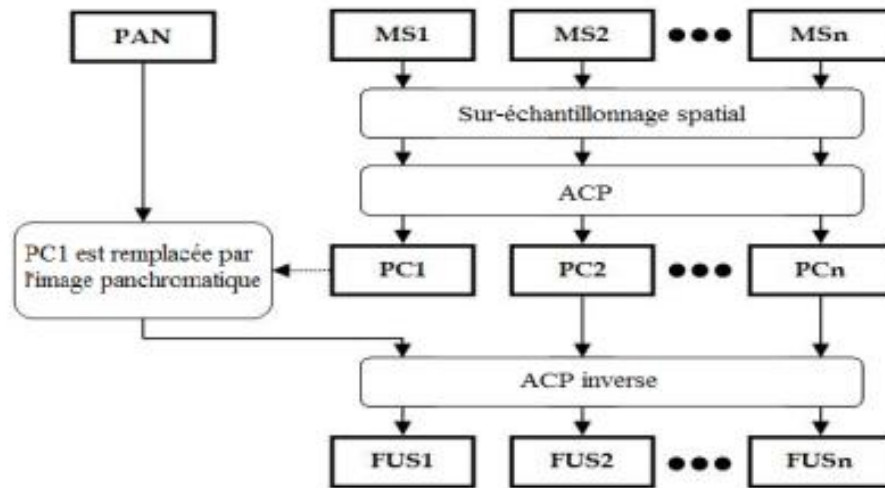 PAN
MS1 MS2 MSn
Sur-échantillonnage spatial
ACP
PC1 est remplacée par
l'image panchromatique
PC1 PC2 PCn
ACP inverse
FUS1 FUS2 FUSn